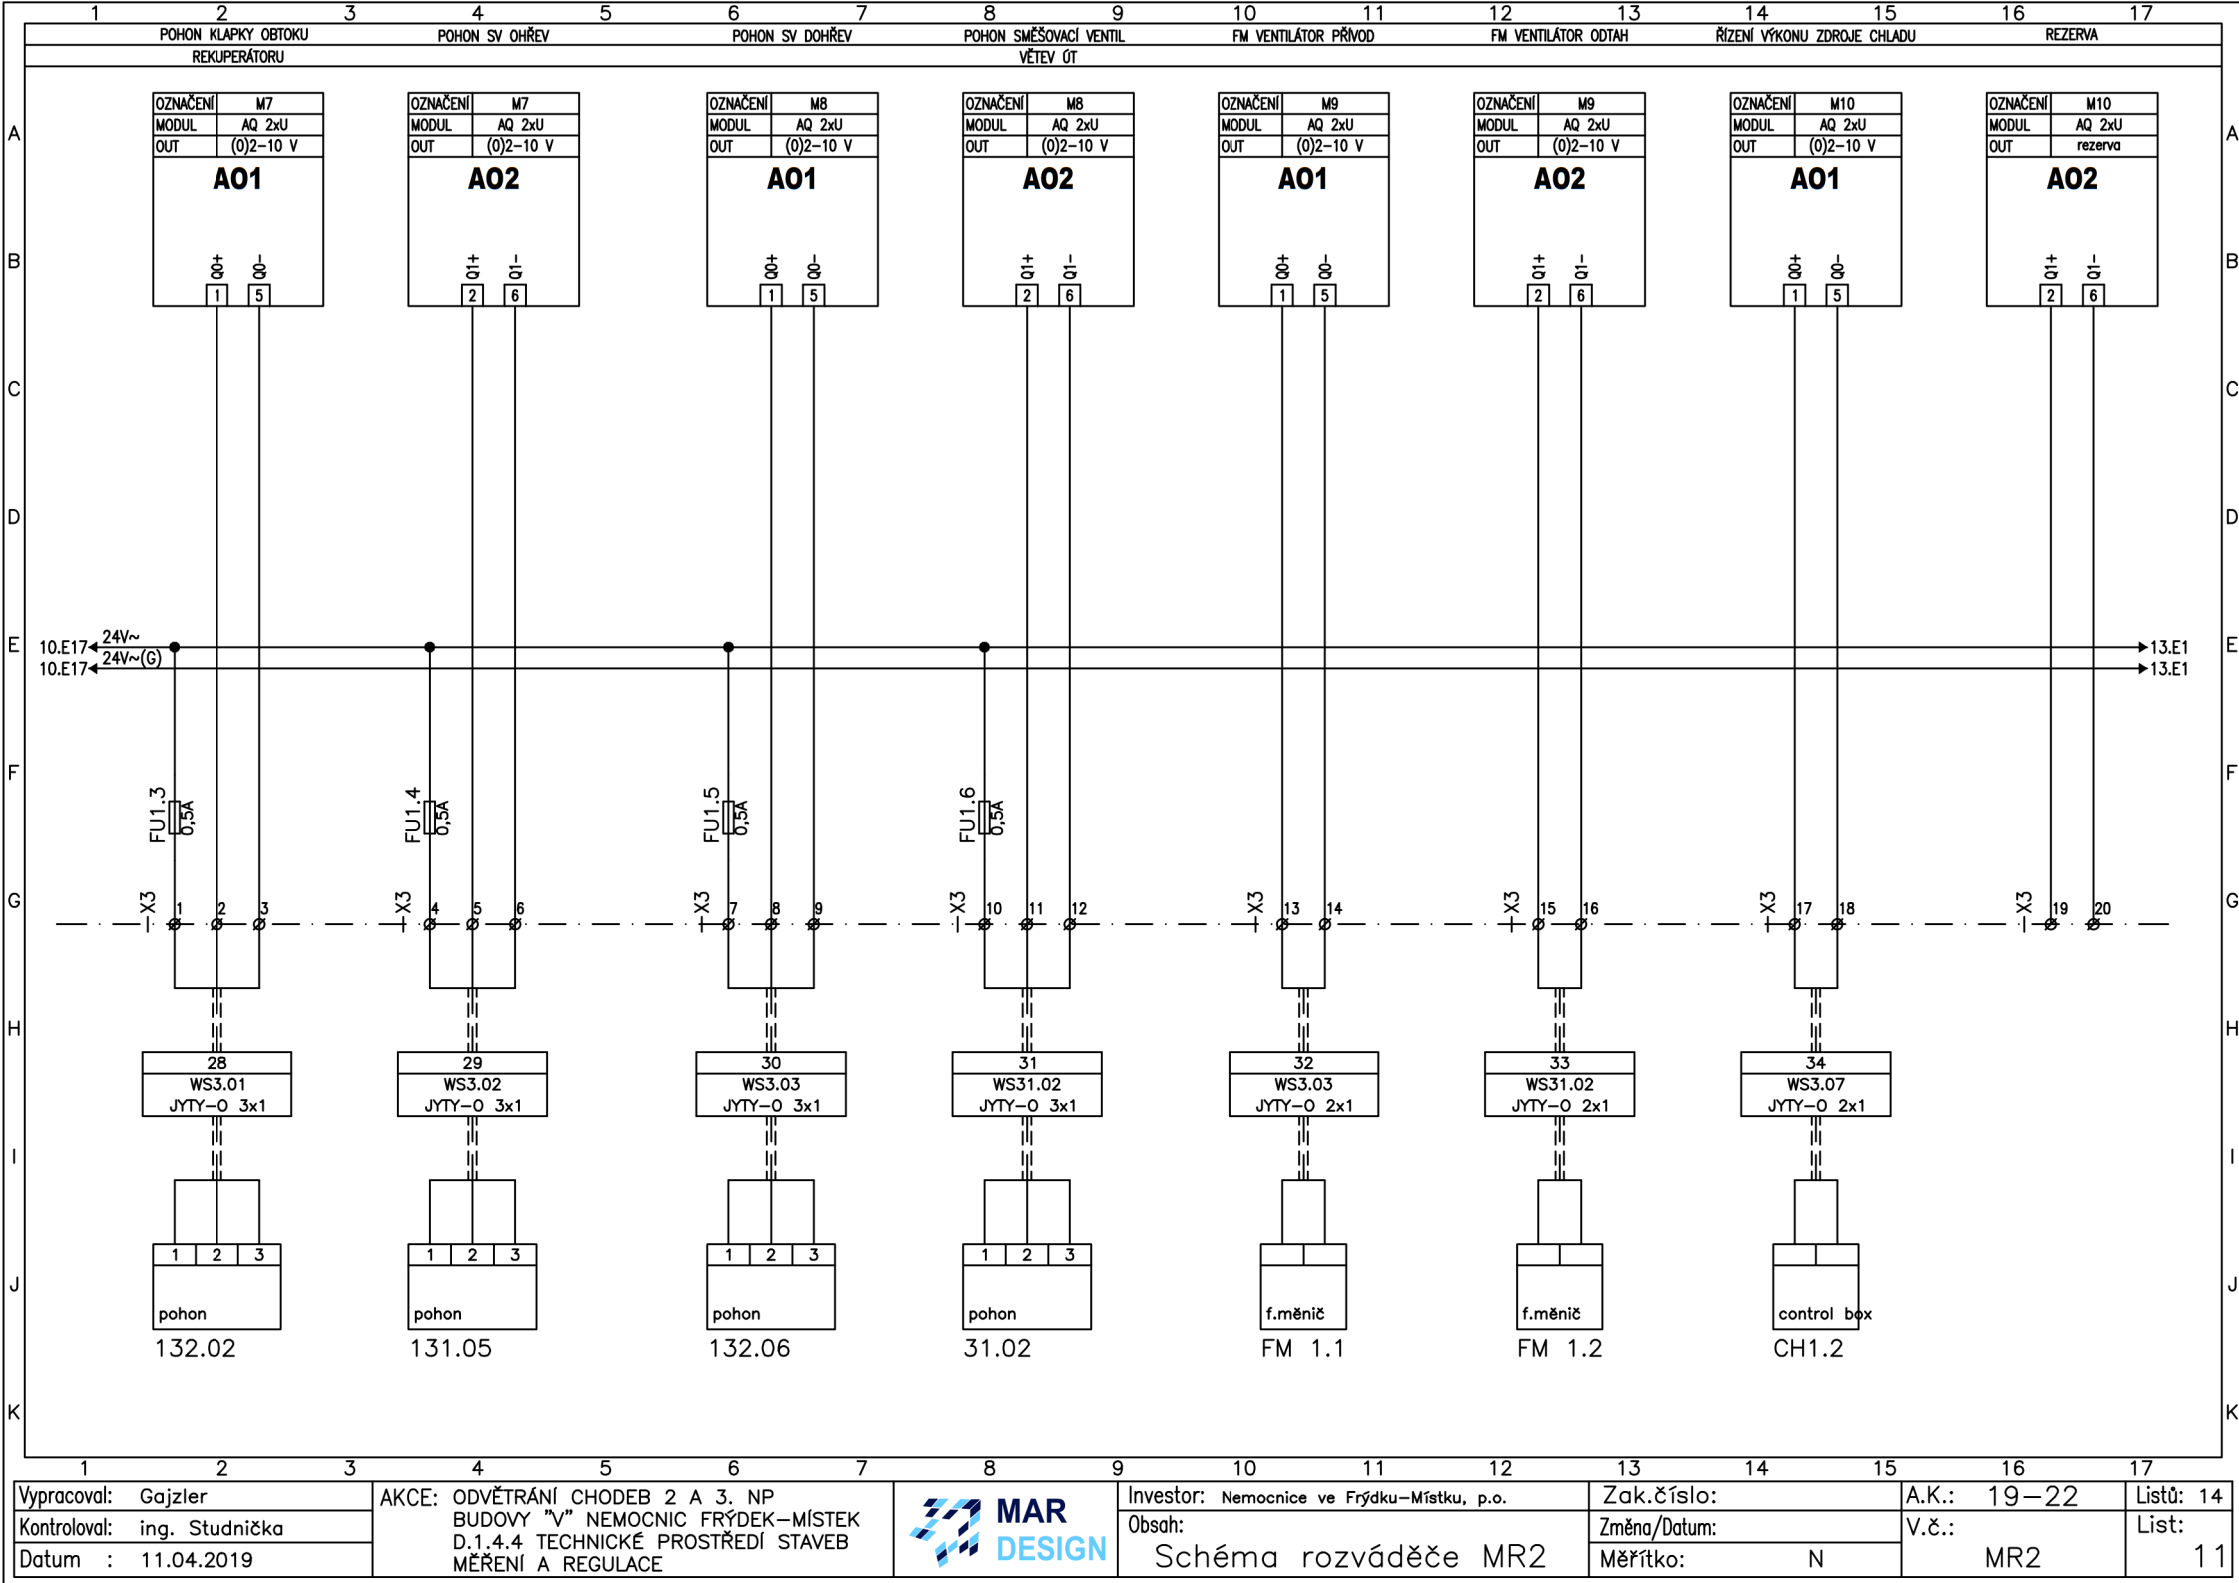 1 2 3 4 5 6 7 8 9 10 11 12 13 14 15 16 17
POHON KLAPKY OBTOKU POHON SV OHŘEV POHON SV DOHŘEV POHON SMĚŠOVACÍ VENTIL FM VENTILÁTOR PŘÍVOD FM VENTILÁTOR ODTAH ŘÍZENÍ VÝKONU ZDROJE CHLADU REZERVA
REKUPERÁTORU VĚTEV ÚT
OZNAČENÍ M7 OZNAČENÍ M7 OZNAČENÍ M8 OZNAČENÍ M8 OZNAČENÍ M9 OZNAČENÍ M9 OZNAČENÍ M10 OZNAČENÍ M10
A MODUL AQ 2xU MODUL AQ 2xU MODUL AQ 2xU MODUL AQ 2xU MODUL AQ 2xU MODUL AQ 2xU MODUL AQ 2xU MODUL AQ 2xU A
OUT (0)2-10 V OUT (0)2-10 V OUT (0)2-10 V OUT (0)2-10 V OUT (0)2-10 V OUT (0)2-10 V OUT (0)2-10 V OUT rezerva
AO1 AO2 AO1 AO2 AO1 AO2 AO1 AO2
B Q0+ Q0- Q1+ Q1- Q0+ Q0- Q1+ Q1- Q0+ Q0- Q1+ Q1- Q0+ Q0- Q1+ Q1- B
1 5 2 6 1 5 2 6 1 5 2 6 1 5 2 6
C C
D D
E 10.E17 24V~ 13.E1 E
10.E17 24V~(G) 13.E1
F F
FU1.3 0,5A FU1.4 0,5A FU1.5 0,5A FU1.6 0,5A
G X3 1 2 3 X3 4 5 6 X3 7 8 9 X3 10 11 12 X3 13 14 X3 15 16 X3 17 18 X3 19 20 G
H H
28 29 30 31 32 33 34
WS3.01 WS3.02 WS3.03 WS31.02 WS3.03 WS31.02 WS3.07
JYTY-O 3x1 JYTY-O 3x1 JYTY-O 3x1 JYTY-O 3x1 JYTY-O 2x1 JYTY-O 2x1 JYTY-O 2x1
I I
1 2 3 1 2 3 1 2 3 1 2 3
J J
pohon pohon pohon pohon f.měnič f.měnič control box
132.02 131.05 132.06 31.02 FM 1.1 FM 1.2 CH1.2
K K
1 2 3 4 5 6 7 8 9 10 11 12 13 14 15 16 17
Vypracoval: Gajzler
Kontroloval: ing. Studnička
Datum : 11.04.2019
AKCE: ODVĚTRÁNÍ CHODEB 2 A 3. NP
BUDOVY "V" NEMOCNIC FRÝDEK-MÍSTEK
D.1.4.4 TECHNICKÉ PROSTŘEDÍ STAVEB
MĚŘENÍ A REGULACE
MAR
DESIGN
Investor: Nemocnice ve Frýdku-Místku, p.o.
Obsah:
Schéma rozváděče MR2
Zak.číslo:
Změna/Datum:
Měřítko: N
A.K.: 19-22
V.č.:
MR2
Listů: 14
List:
11